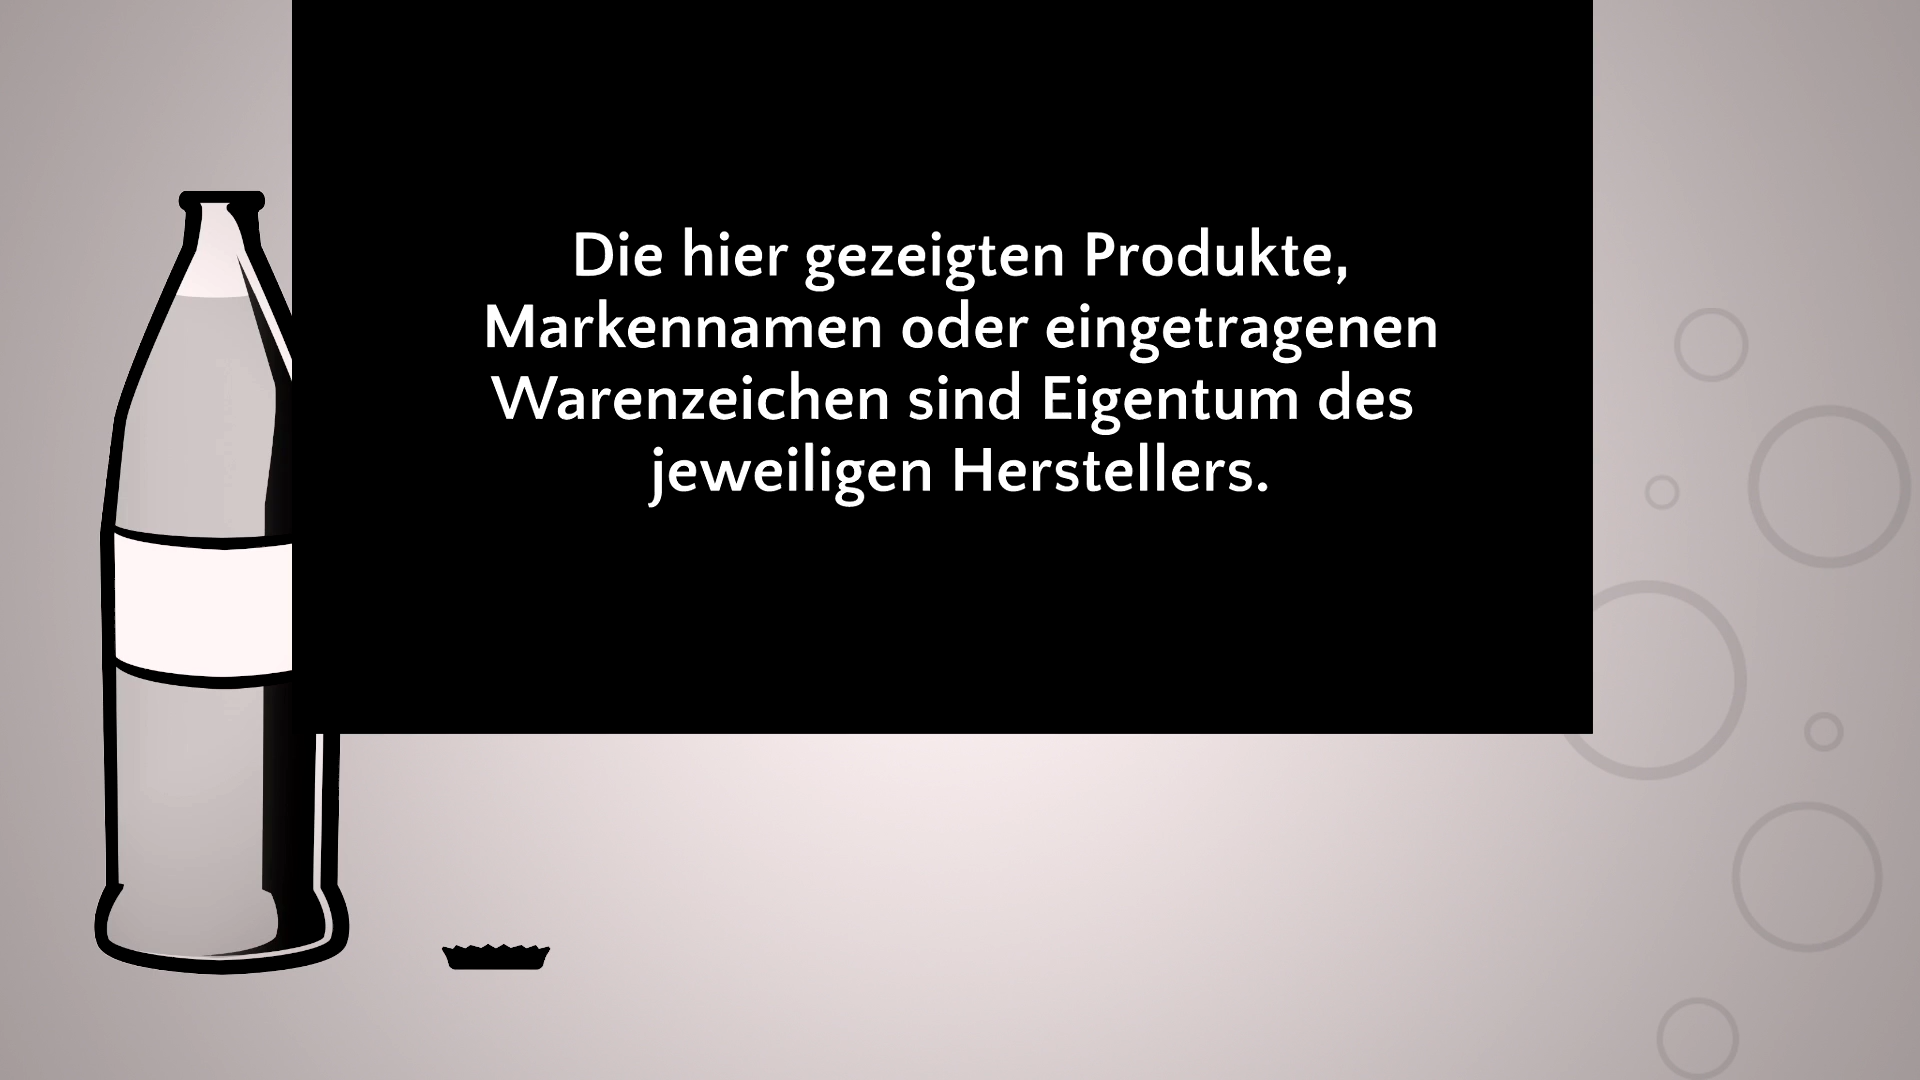 Die hier gezeigten Produkte,
Markennamen oder eingetragenen
Warenzeichen sind Eigentum des
jeweiligen Herstellers.